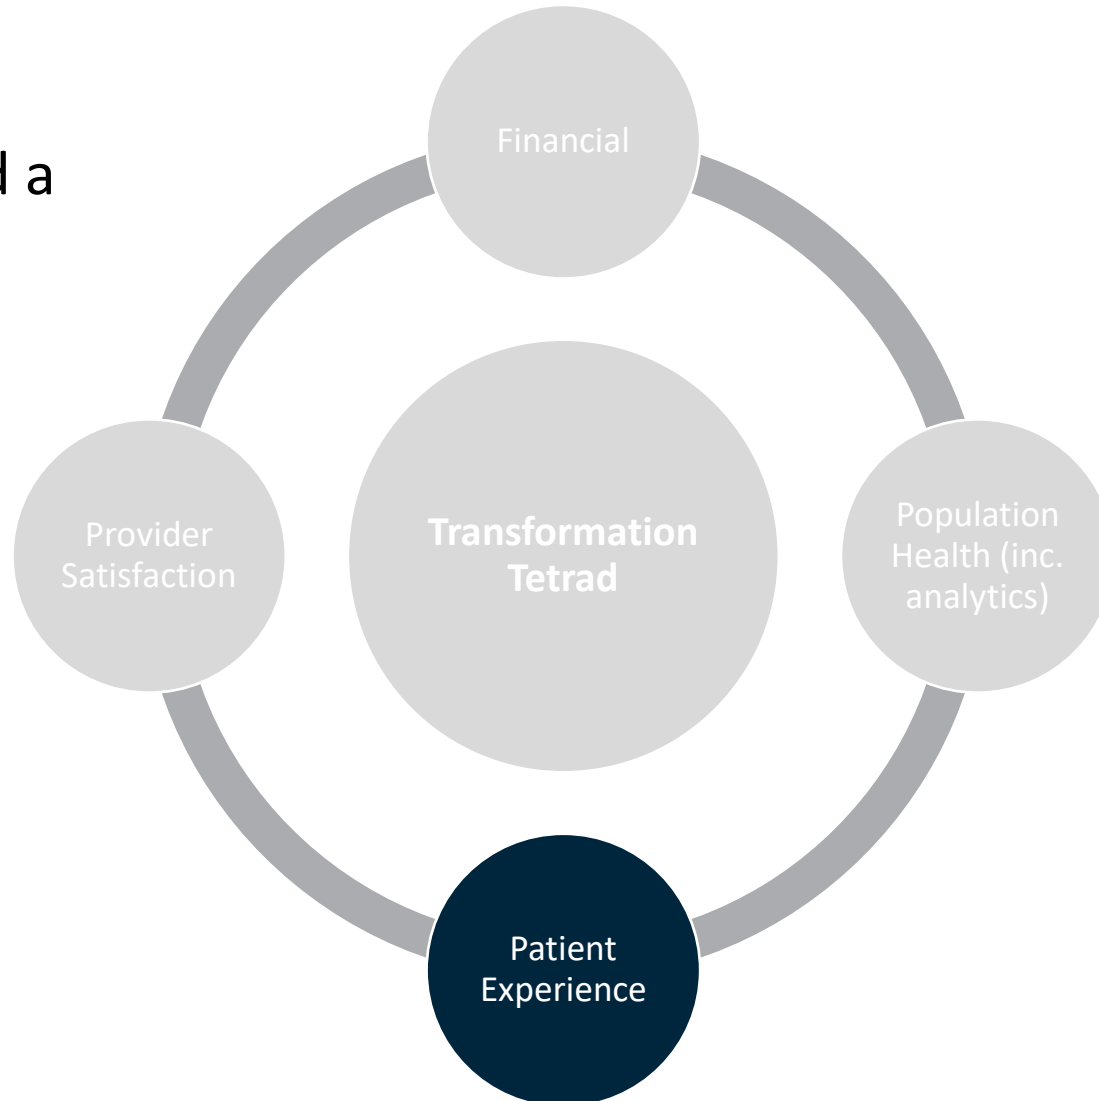 Financial
d a
Provider
Satisfaction
Transformation
Tetrad
Population
Health (inc.
analytics)
Patient
Experience